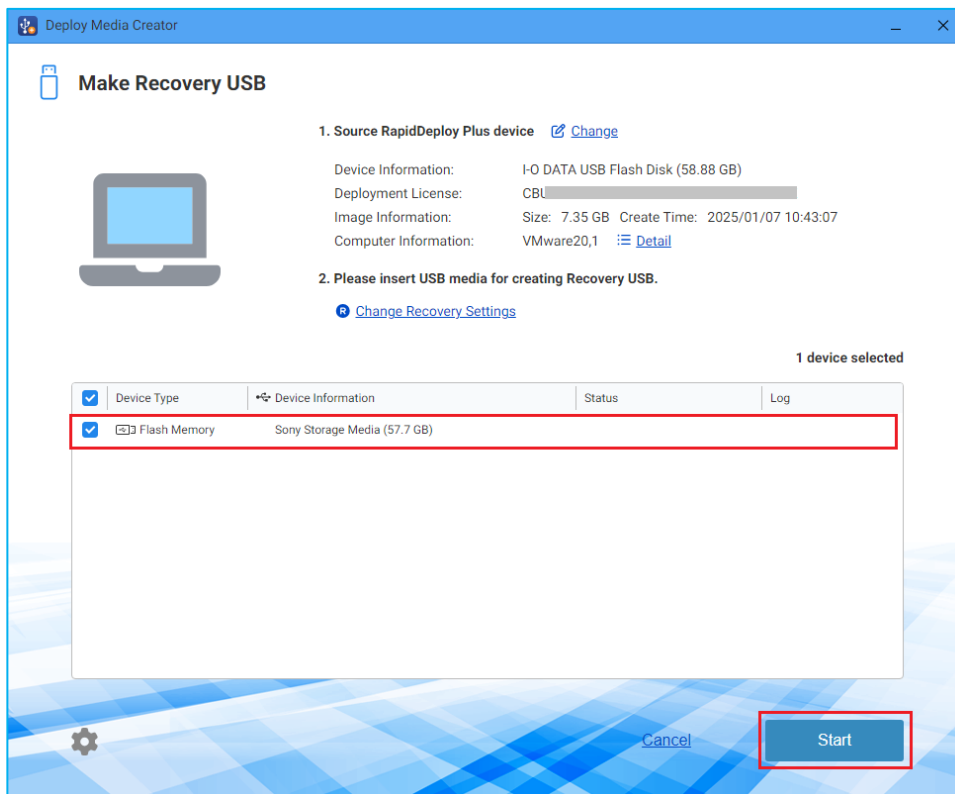 Deploy Media Creator
Make Recovery USB
1. Source RapidDeploy Plus device Change
Device Information: I-O DATA USB Flash Disk (58.88 GB)
Deployment License:
Image Information: Size: 7.35 GB Create Time: 2025/01/07 10:43:07
Computer Information: VMware20,1 Detail
2. Please insert USB media for creating Recovery USB.
R Change Recovery Settings
1 device selected
Device Type Device Information Status Log
Flash Memory Sony Storage Media (57.7 GB)
Cancel Start